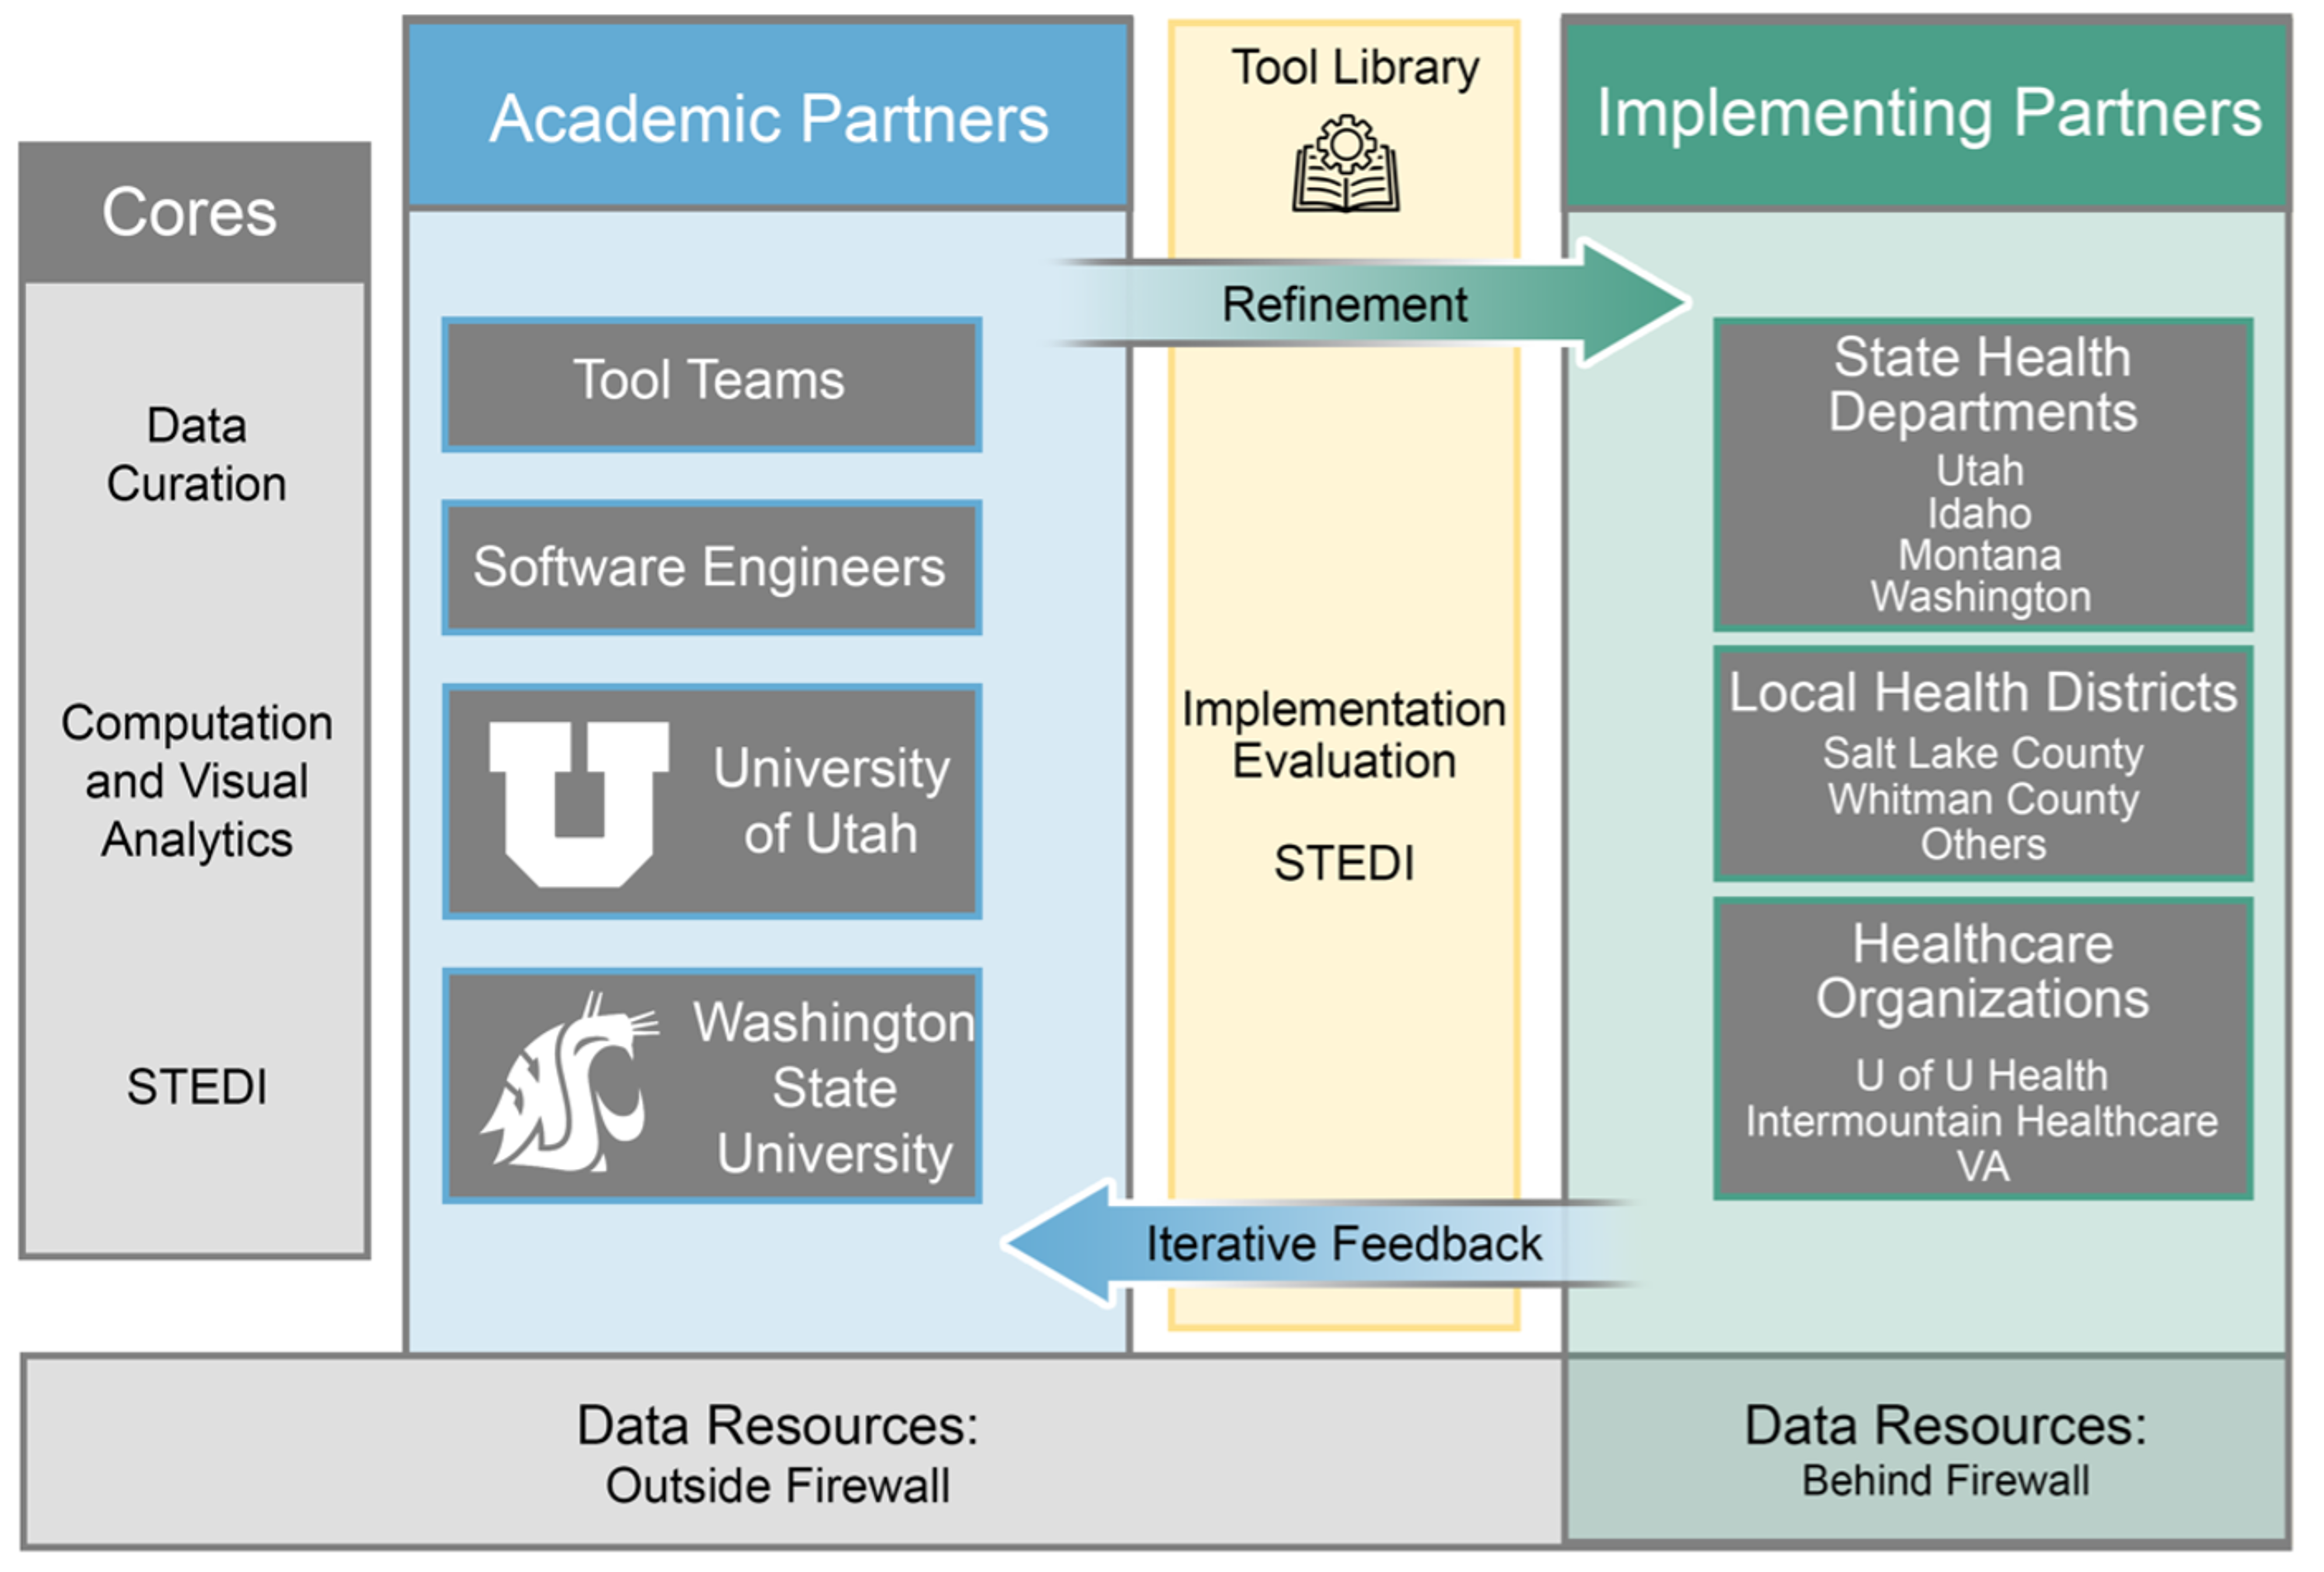 Cores
Data
Curation
Computation
and Visual
Analytics
STEDI
Academic Partners
Tool Teams
Software Engineers
U
University
of Utah
WSC
Washington
State
University
Tool Library
Refinement
Implementation
Evaluation
STEDI
Iterative Feedback
Implementing Partners
State Health
Departments
Utah
Idaho
Montana
Washington
Local Health Districts
Salt Lake County
Whitman County
Others
Healthcare
Organizations
U of U Health
Intermountain Healthcare
VA
Data Resources:
Outside Firewall
Data Resources:
Behind Firewall